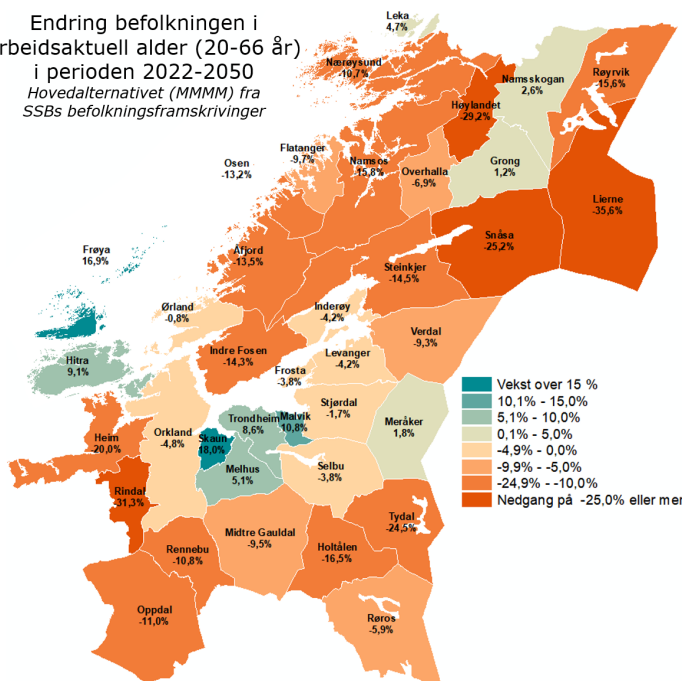 Endring befolkningen i
rbeidsaktuell alder (20-66 år)
i perioden 2022-2050
Hovedalternativet (MMMM) fra
SSBs befolkningsframskrivinger
Leka
4,7%
Nærøysund
-10,7%
Namsskogan
2,6%
Røyrvik
-15,6%
Høylandet
-29,2%
Flatanger
-9,7%
Osen
-13,2%
Namsos
-15,8%
Overhalla
-6,9%
Grong
1,2%
Lierne
-35,6%
Snåsa
-25,2%
Frøya
16,9%
Åfjord
-13,5%
Steinkjer
-14,5%
Ørland
-0,8%
Inderøy
-4,2%
Verdal
-9,3%
Hitra
9,1%
Indre Fosen
-14,3%
Levanger
-4,2%
Frosta
-3,8%
Stjørdal
-1,7%
Meråker
1,8%
Trondheim
8,6%
Malvik
10,8%
Heim
-20,0%
Orkland
-4,8%
Skaun
18,0%
Melhus
5,1%
Selbu
-3,8%
Rindal
-31,3%
Tydal
-24,5%
Midtre Gauldal
-9,5%
Rennebu
-10,8%
Holtålen
-16,5%
Oppdal
-11,0%
Røros
-5,9%
Vekst over 15 %
10,1% - 15,0%
5,1% - 10,0%
0,1% - 5,0%
-4,9% - 0,0%
-9,9% - -5,0%
-24,9% - -10,0%
Nedgang på -25,0% eller mer